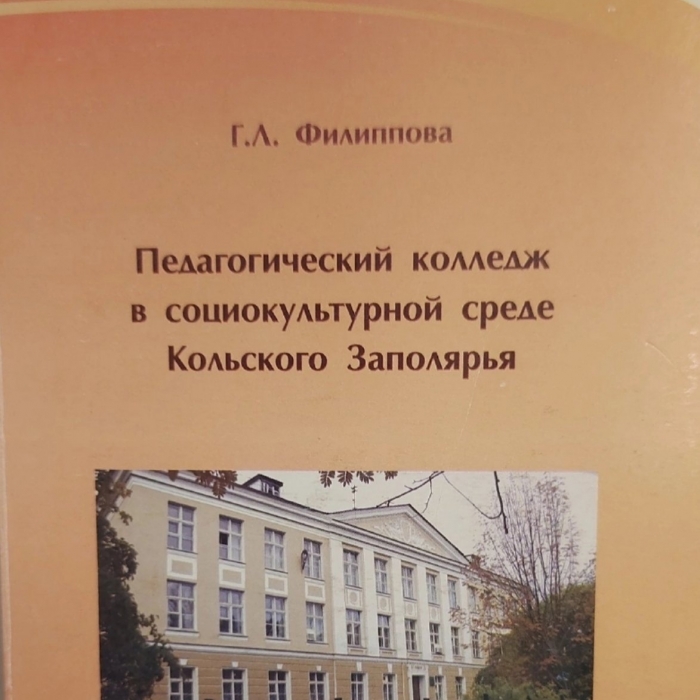 Г.Л. Филиппова
Педагогический колледж
в социокультурной среде
Кольского Заполярья